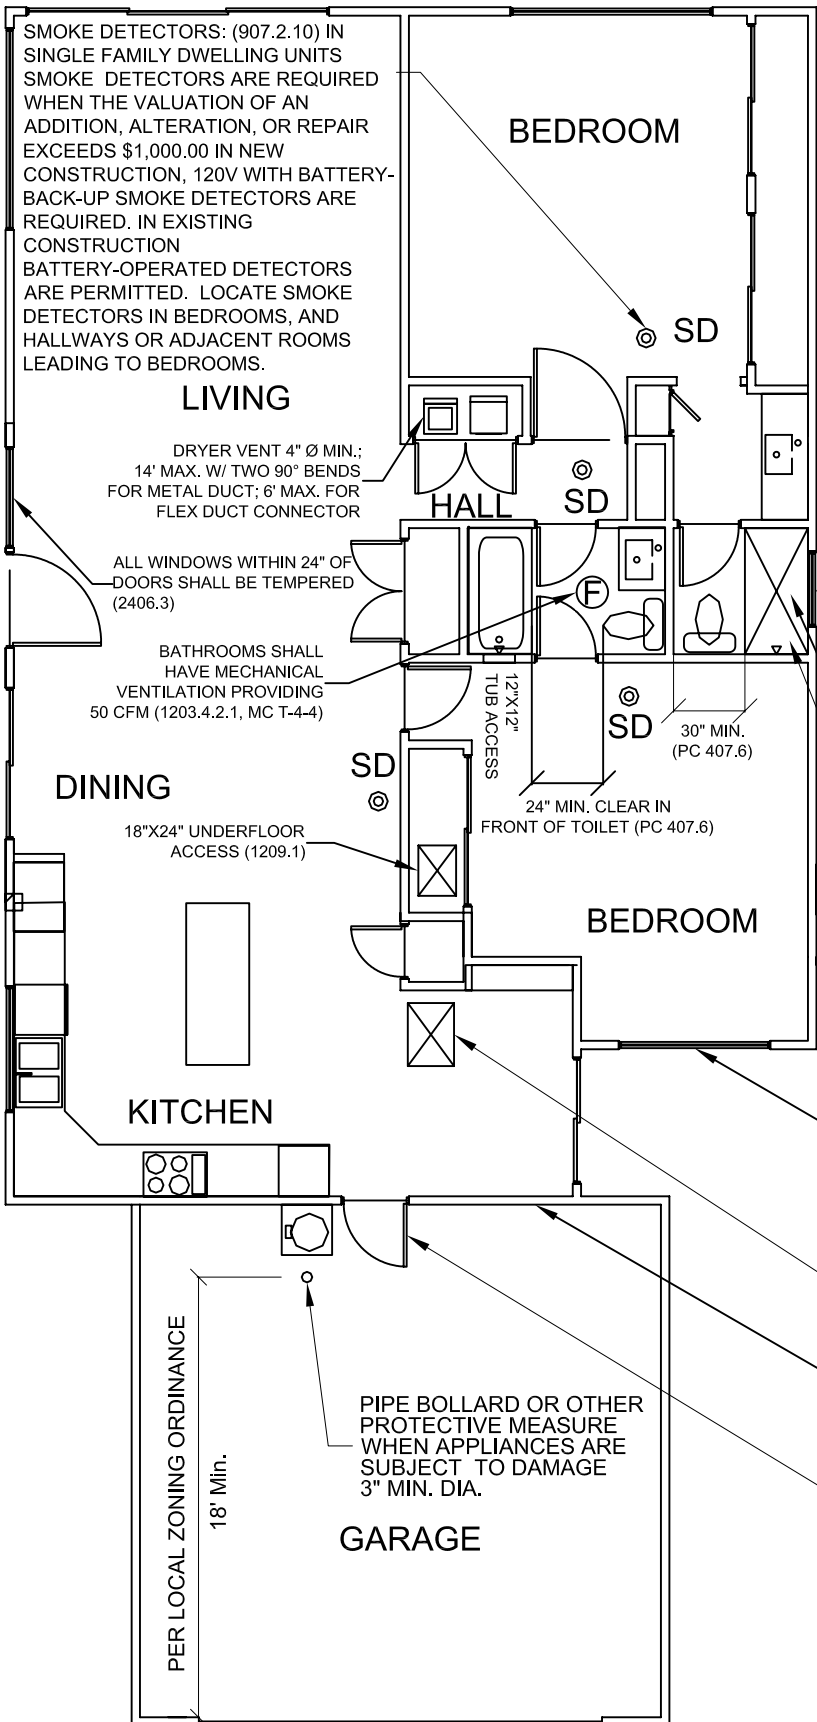 SMOKE DETECTORS: (907.2.10) IN
SINGLE FAMILY DWELLING UNITS
SMOKE DETECTORS ARE REQUIRED
WHEN THE VALUATION OF AN
ADDITION, ALTERATION, OR REPAIR
EXCEEDS $1,000.00 IN NEW
CONSTRUCTION, 120V WITH BATTERY-
BACK-UP SMOKE DETECTORS ARE
REQUIRED. IN EXISTING
CONSTRUCTION
BATTERY-OPERATED DETECTORS
ARE PERMITTED. LOCATE SMOKE
DETECTORS IN BEDROOMS, AND
HALLWAYS OR ADJACENT ROOMS
LEADING TO BEDROOMS.
BEDROOM
SD
LIVING
DRYER VENT 4" Ø MIN.;
14' MAX. W/ TWO 90° BENDS
FOR METAL DUCT; 6' MAX. FOR
FLEX DUCT CONNECTOR
HALL
SD
ALL WINDOWS WITHIN 24" OF
DOORS SHALL BE TEMPERED
(2406.3)
F
BATHROOMS SHALL
HAVE MECHANICAL
VENTILATION PROVIDING
50 CFM (1203.4.2.1, MC T-4-4)
12"X12"
TUB ACCESS
SD
30" MIN.
(PC 407.6)
SD
DINING
24" MIN. CLEAR IN
FRONT OF TOILET (PC 407.6)
18"X24" UNDERFLOOR
ACCESS (1209.1)
BEDROOM
KITCHEN
PER LOCAL ZONING ORDINANCE
18' Min.
PIPE BOLLARD OR OTHER
PROTECTIVE MEASURE
WHEN APPLIANCES ARE
SUBJECT TO DAMAGE
3" MIN. DIA.
GARAGE